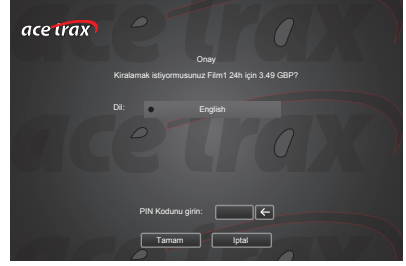 acetrax
Onay
Kiralamak istiyormusunuz Film1 24h için 3.49 GBP?
Dil: English
PIN Kodunu girin:
Tamam Iptal